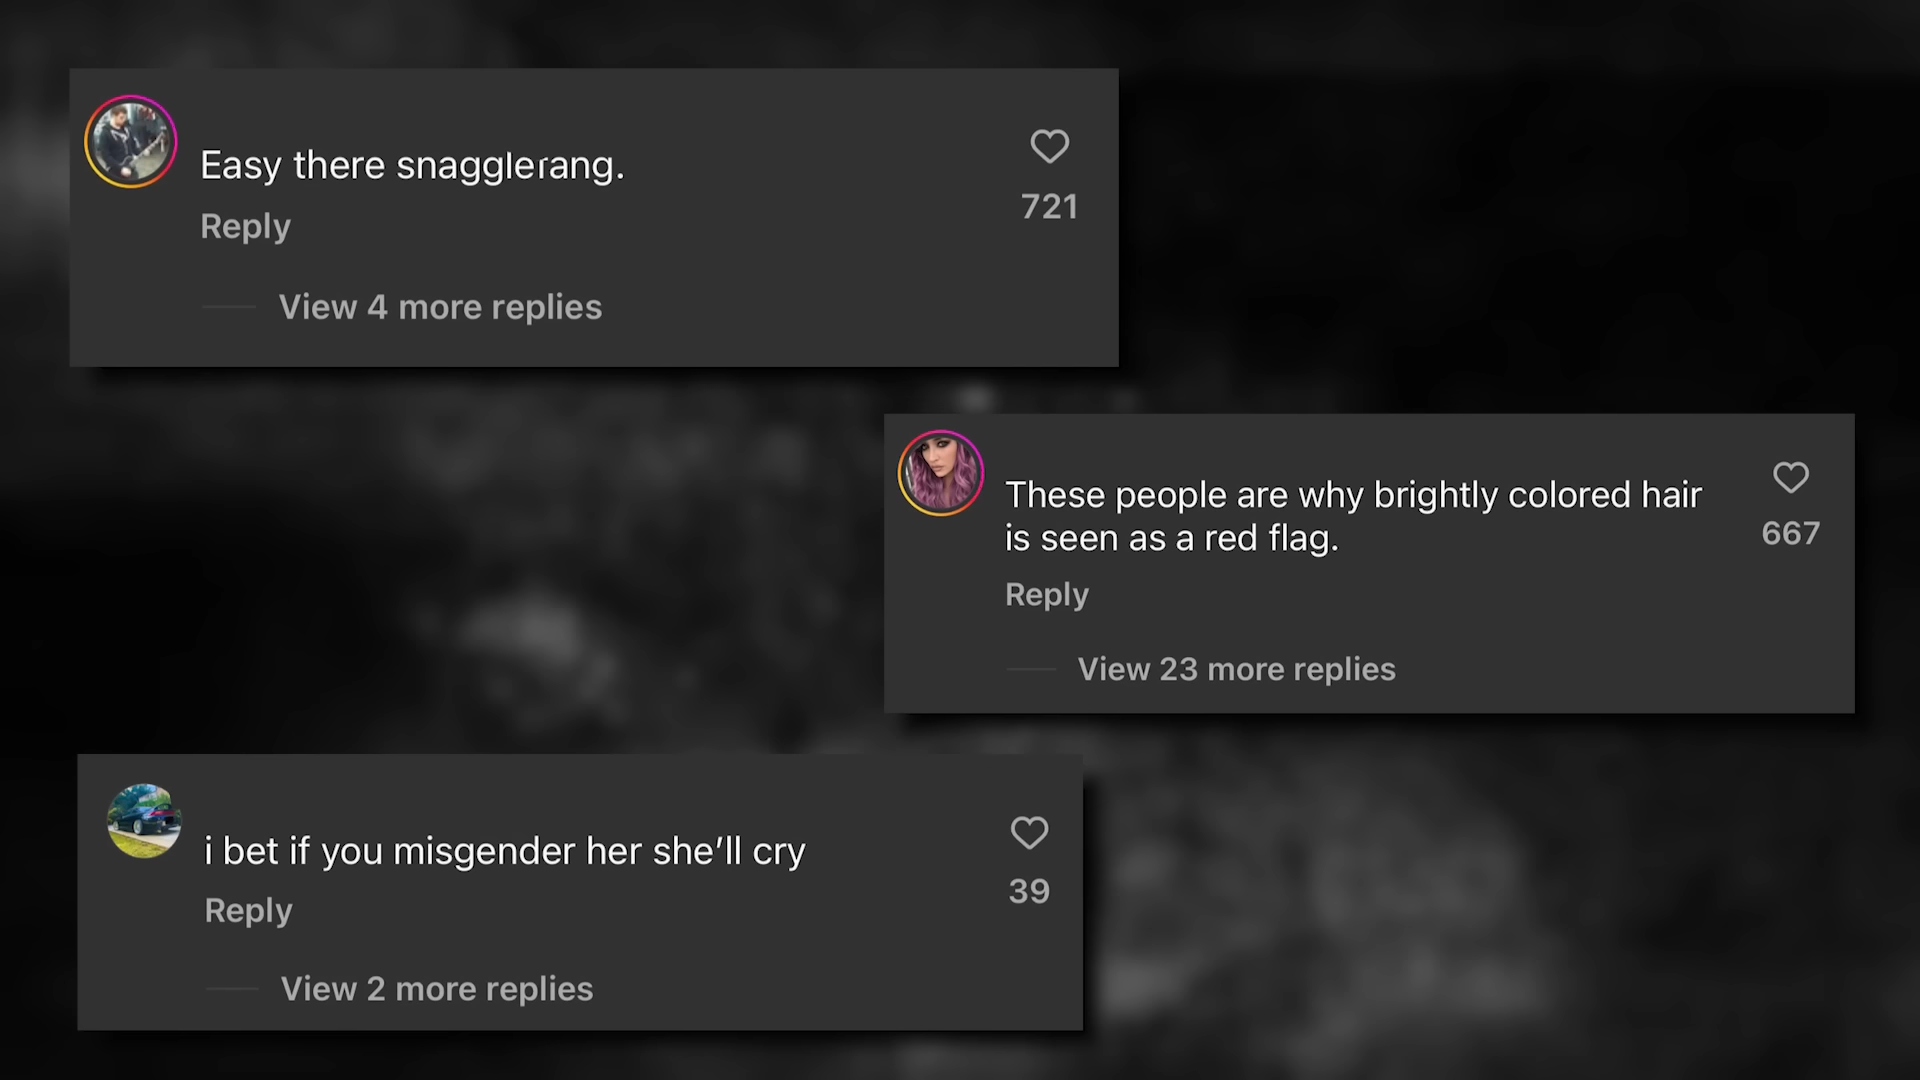 Easy there snagglerang.
721
Reply
View 4 more replies
These people are why brightly colored hair
is seen as a red flag.
667
Reply
View 23 more replies
i bet if you misgender her she’ll cry
39
Reply
View 2 more replies